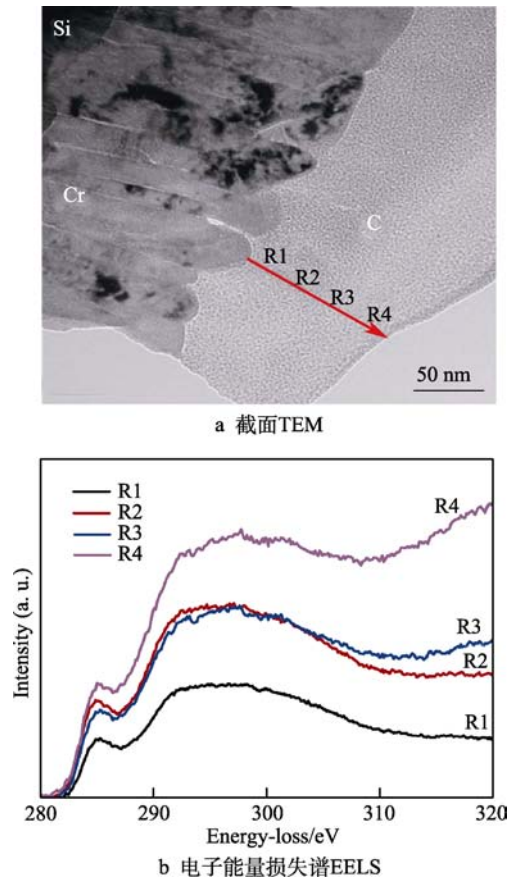 Si
Cr
C
R1
R2
R3
R4
50 nm
a 截面TEM
R1
R2
R3
R4
R4
R3
R2
R1
Intensity (a. u.)
280 290 300 310 320
Energy-loss/eV
b 电子能量损失谱EELS